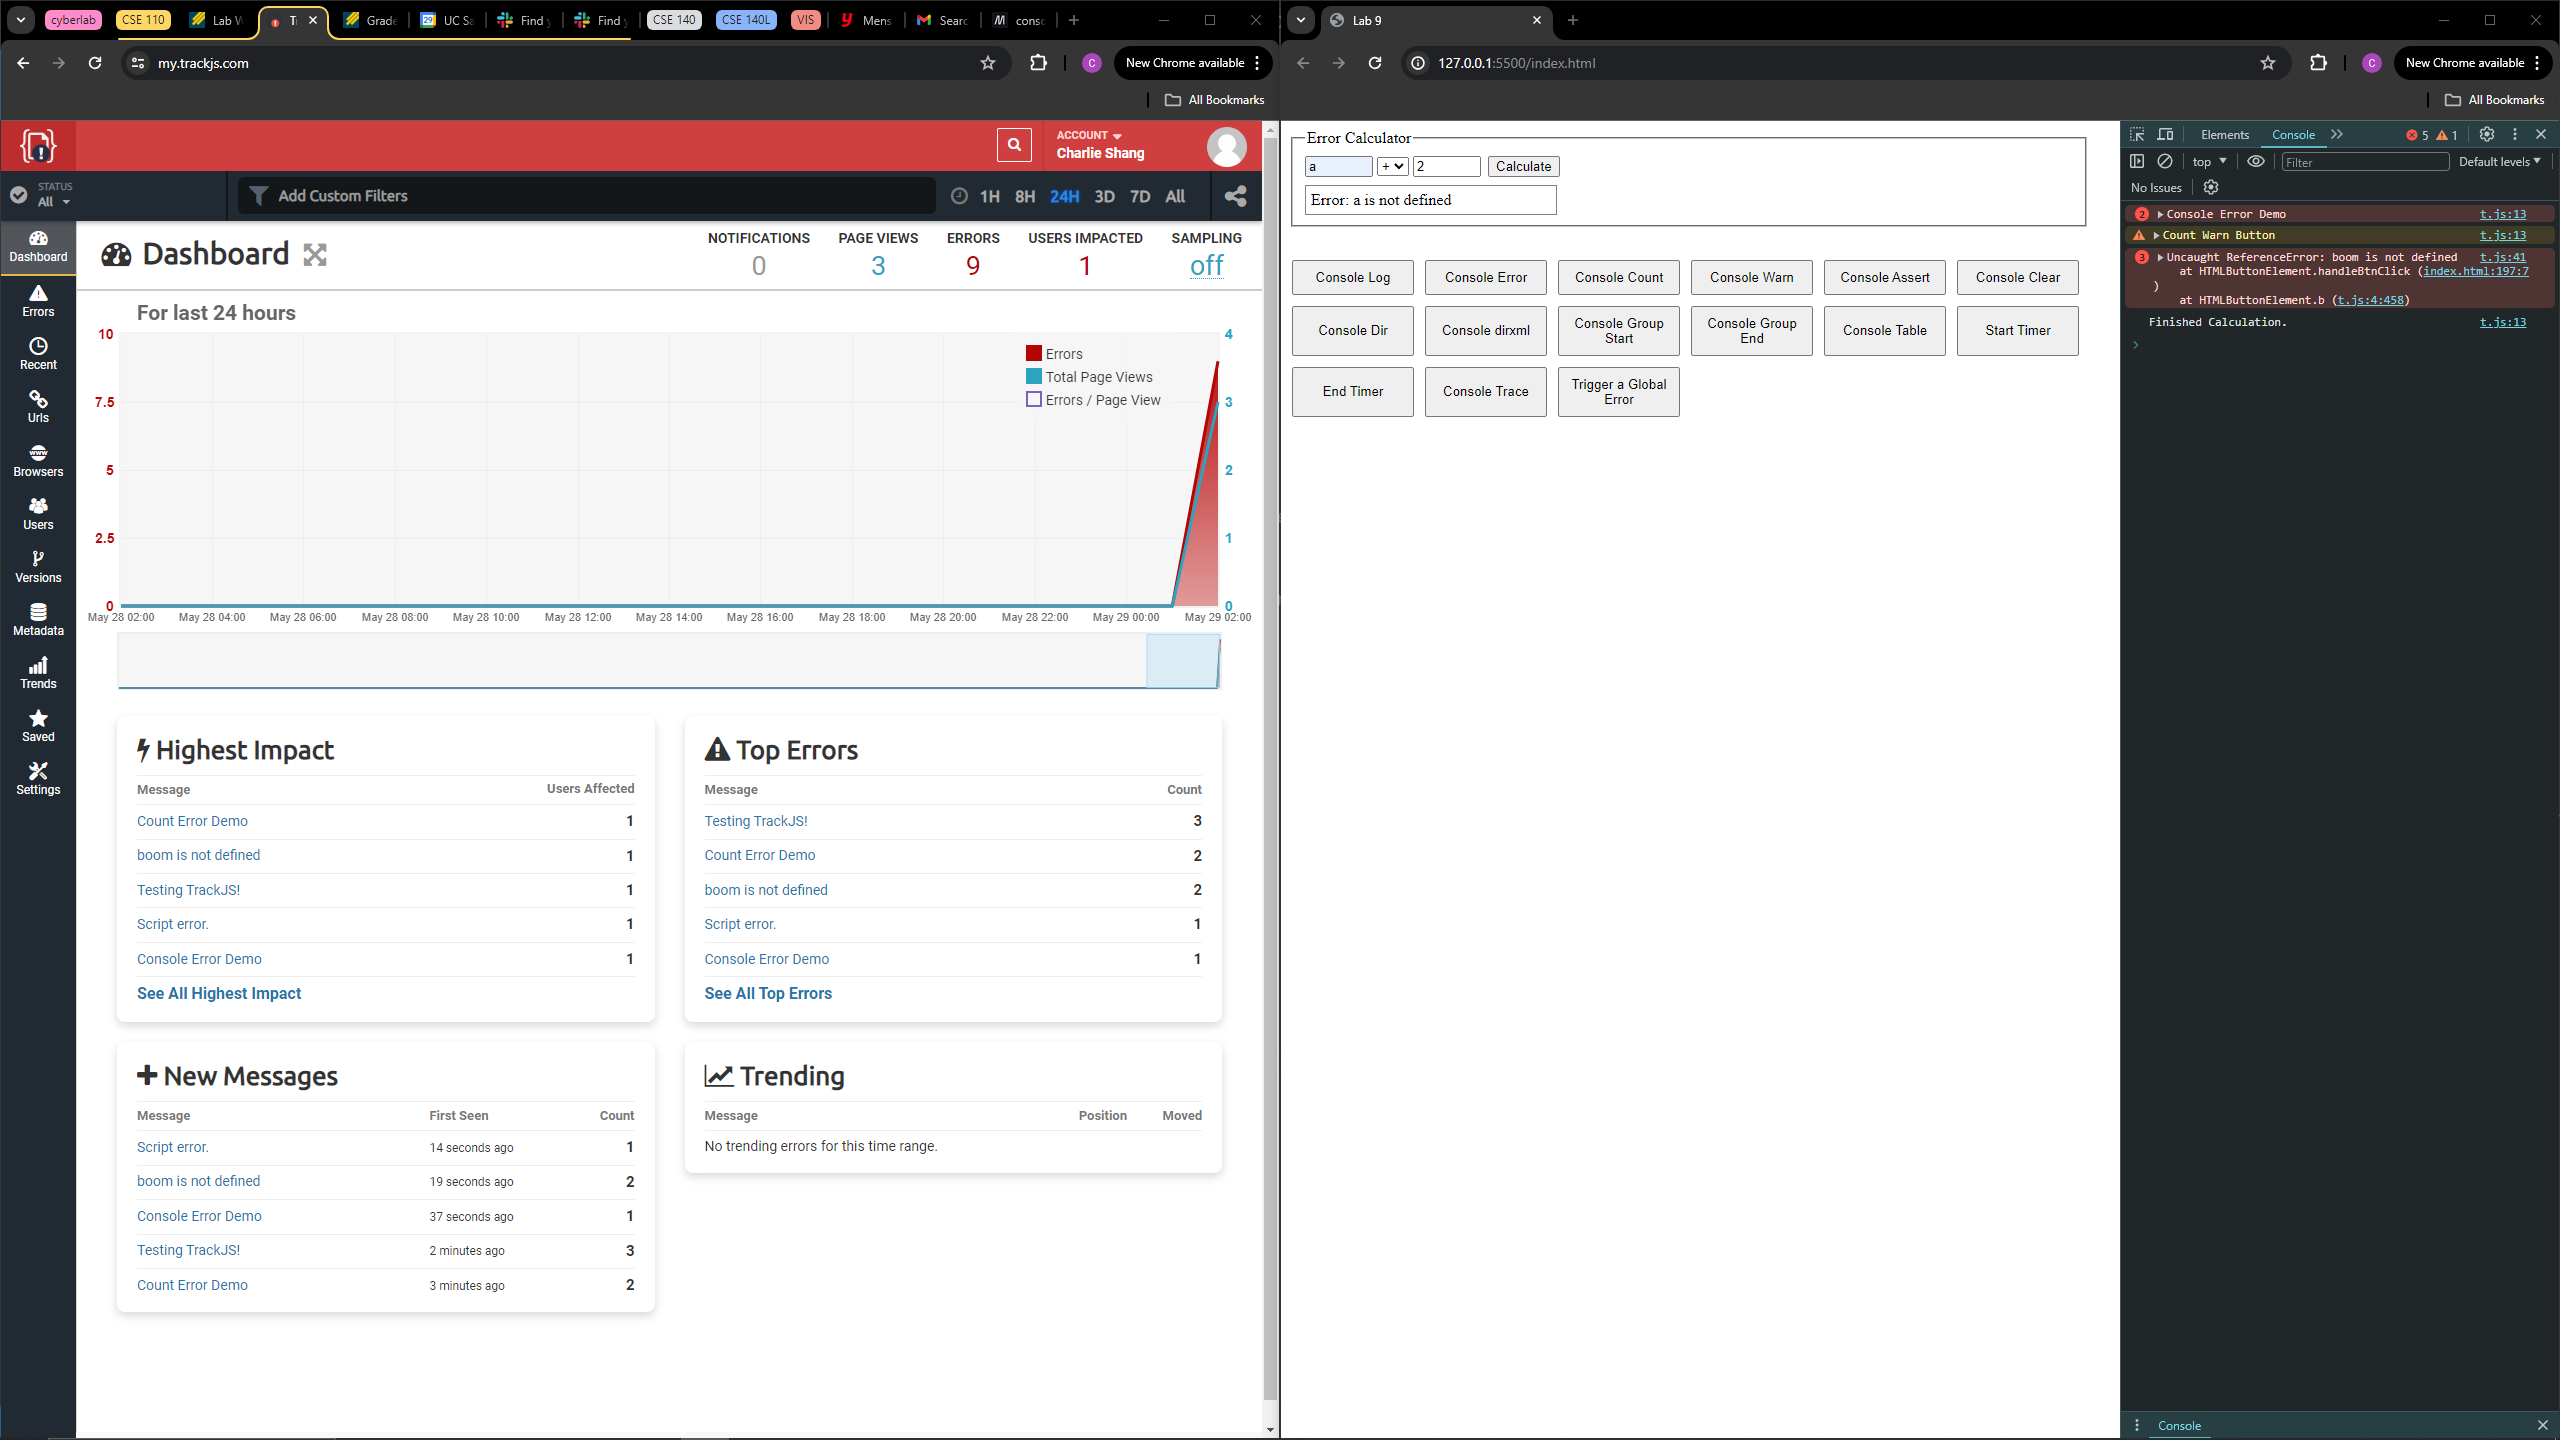 cyberlab CSE 110 Lab W Ti Grade UC Sa Find y Find y CSE 140 CSE 140L VIS Mens Searc conso
my.trackjs.com
New Chrome available
All Bookmarks
ACCOUNT
Charlie Shang
STATUS
All
Add Custom Filters
1H 8H 24H 3D 7D All
Dashboard
Errors
Recent
Urls
Browsers
Users
Versions
Metadata
Trends
Saved
Settings
Dashboard
NOTIFICATIONS PAGE VIEWS ERRORS USERS IMPACTED SAMPLING
0 3 9 1 off
For last 24 hours
10
7.5
5
2.5
0
4
3
2
1
0
Errors
Total Page Views
Errors / Page View
May 28 02:00 May 28 04:00 May 28 06:00 May 28 08:00 May 28 10:00 May 28 12:00 May 28 14:00 May 28 16:00 May 28 18:00 May 28 20:00 May 28 22:00 May 29 00:00 May 29 02:00
Highest Impact
Message Users Affected
Count Error Demo 1
boom is not defined 1
Testing TrackJS! 1
Script error. 1
Console Error Demo 1
See All Highest Impact
Top Errors
Message Count
Testing TrackJS! 3
Count Error Demo 2
boom is not defined 2
Script error. 1
Console Error Demo 1
See All Top Errors
New Messages
Message First Seen Count
Script error. 14 seconds ago 1
boom is not defined 19 seconds ago 2
Console Error Demo 37 seconds ago 1
Testing TrackJS! 2 minutes ago 3
Count Error Demo 3 minutes ago 2
Trending
Message Position Moved
No trending errors for this time range.
Lab 9
127.0.0.1:5500/index.html
New Chrome available
All Bookmarks
Error Calculator
a + 2 Calculate
Error: a is not defined
Console Log Console Error Console Count Console Warn Console Assert Console Clear
Console Dir Console dirxml Console Group Start Console Group End Console Table Start Timer
End Timer Console Trace Trigger a Global Error
Elements Console 5 1
top Filter Default levels
No Issues
2 Console Error Demo t.js:13
Count Warn Button t.js:13
3 Uncaught ReferenceError: boom is not defined t.js:41
at HTMLButtonElement.handleBtnClick (index.html:197:7
)
at HTMLButtonElement.b (t.js:4:458)
Finished Calculation. t.js:13
Console